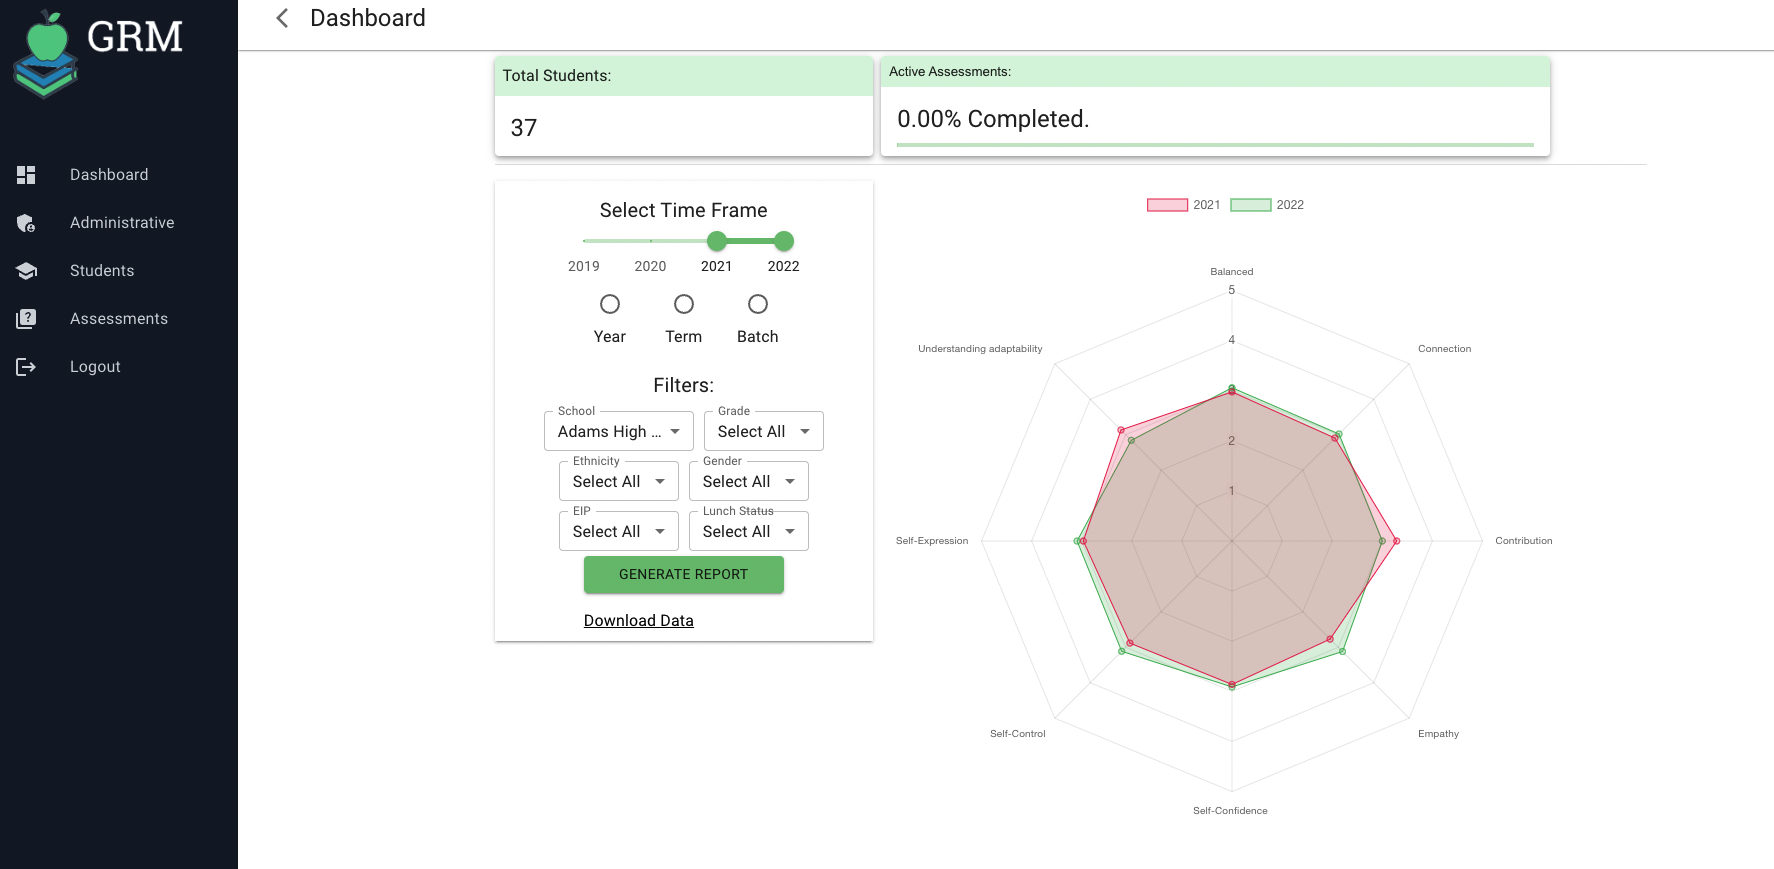 GRM
Dashboard
Administrative
Students
Assessments
Logout
Dashboard
Total Students:
37
Active Assessments:
0.00% Completed.
Select Time Frame
2019 2020 2021 2022
Year Term Batch
Filters:
School Grade
Adams High ... Select All
Ethnicity Gender
Select All Select All
EIP Lunch Status
Select All Select All
GENERATE REPORT
Download Data
2021 2022
Balanced
5
Understanding adaptability 4 Connection
2
1
Self-Expression Contribution
Self-Control Empathy
Self-Confidence